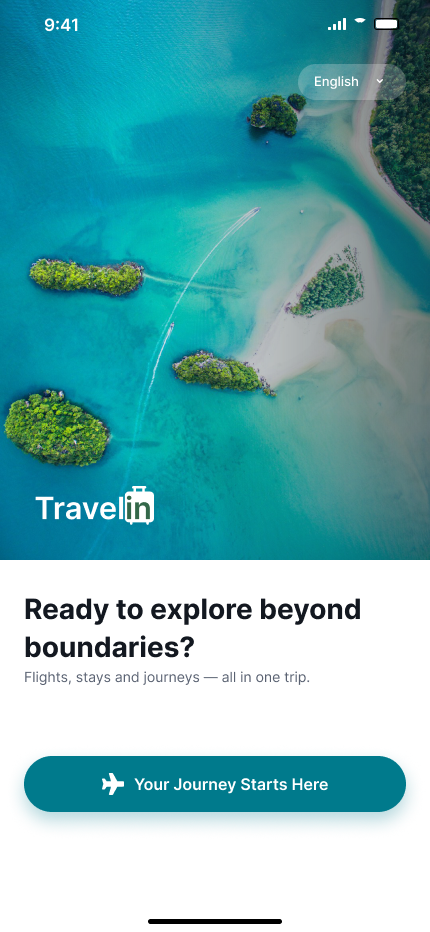 9:41
English
Travelin
Ready to explore beyond
boundaries?
Flights, stays and journeys — all in one trip.
Your Journey Starts Here